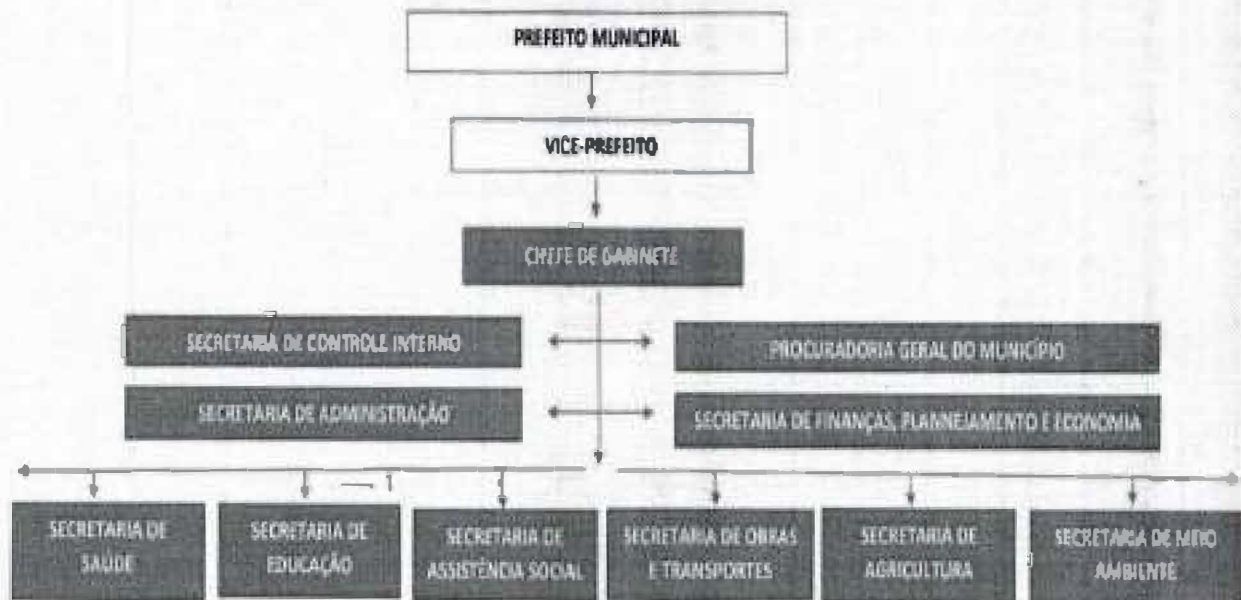 PREFEITO MUNICIPAL
VICE-PREFEITO
CHEFE DE GABINETE
SECRETARIA DE CONTROLE INTERNO
PROCURADORIA GERAL DO MUNICÍPIO
SECRETARIA DE ADMINISTRAÇÃO
SECRETARIA DE FINANÇAS, PLANNEJAMENTO E ECONOMIA
SECRETARIA DE
SAÚDE
SECRETARIA DE
EDUCAÇÃO
SECRETARIA DE
ASSISTÊNCIA SOCIAL
SECRETARIA DE OBRAS
E TRANSPORTES
SECRETARIA DE
AGRICULTURA
SECRETARIA DE MEIO
AMBIENTE